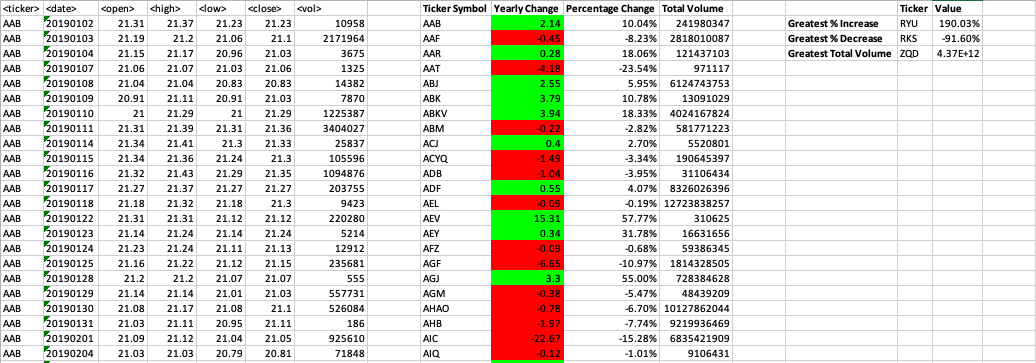 <ticker> <date> <open> <high> <low> <close> <vol> Ticker Symbol Yearly Change Percentage Change Total Volume Ticker Value
AAB 20190102 21.31 21.37 21.23 21.23 10958 AAB 2.14 10.04% 241980347 Greatest % Increase RYU 190.03%
AAB 20190103 21.19 21.2 21.06 21.1 2171964 AAF -0.45 -8.23% 2818010087 Greatest % Decrease RKS -91.60%
AAB 20190104 21.15 21.17 20.96 21.03 3675 AAR 0.28 18.06% 121437103 Greatest Total Volume ZQD 4.37E+12
AAB 20190107 21.06 21.07 21.03 21.06 1325 AAT -4.18 -23.54% 971117
AAB 20190108 21.04 21.04 20.83 20.83 14382 ABJ 2.55 5.95% 6124743753
AAB 20190109 20.91 21.11 20.91 21.03 7870 ABK 3.79 10.78% 13091029
AAB 20190110 21 21.29 21 21.29 1225387 ABKV 3.94 18.33% 4024167824
AAB 20190111 21.31 21.39 21.31 21.36 3404027 ABM -0.22 -2.82% 581771223
AAB 20190114 21.34 21.41 21.3 21.33 25837 ACJ 0.4 2.70% 5520801
AAB 20190115 21.34 21.36 21.24 21.3 105596 ACYQ -1.49 -3.34% 190645397
AAB 20190116 21.32 21.43 21.29 21.35 1094876 ADB -1.04 -3.95% 31106434
AAB 20190117 21.27 21.37 21.27 21.27 203755 ADF 0.55 4.07% 8326026396
AAB 20190118 21.18 21.32 21.18 21.3 9423 AEL -0.09 -0.19% 12723838257
AAB 20190122 21.31 21.31 21.12 21.12 220280 AEV 15.31 57.77% 310625
AAB 20190123 21.14 21.24 21.14 21.24 5214 AEY 0.34 31.78% 16631656
AAB 20190124 21.23 21.24 21.11 21.13 12912 AFZ -0.09 -0.68% 59386345
AAB 20190125 21.16 21.22 21.12 21.15 235681 AGF -6.65 -10.97% 1814328505
AAB 20190128 21.2 21.2 21.07 21.07 555 AGJ 3.3 55.00% 728384628
AAB 20190129 21.14 21.14 21.01 21.03 557731 AGM -0.38 -5.47% 48439209
AAB 20190130 21.08 21.17 21.08 21.1 526084 AHAO -0.78 -6.70% 10127862044
AAB 20190131 21.03 21.11 20.95 21.11 186 AHB -1.97 -7.74% 9219936469
AAB 20190201 21.09 21.12 21.04 21.05 925610 AIC -22.67 -15.28% 6835421909
AAB 20190204 21.03 21.03 20.79 20.81 71848 AIQ -0.12 -1.01% 9106431